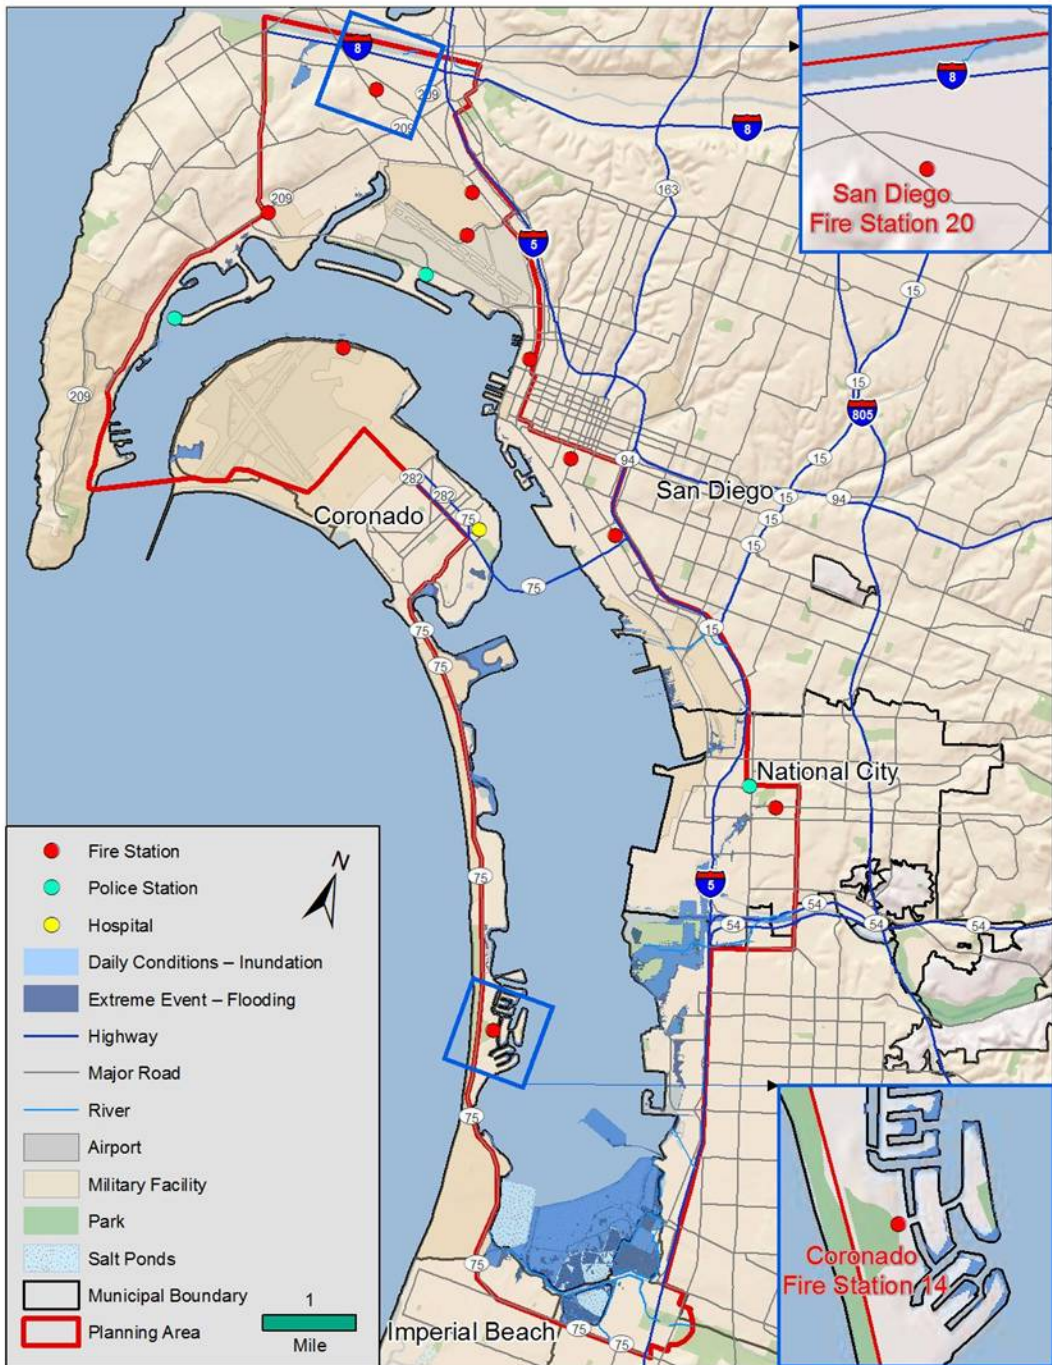 8
209
209
8
163
8
San Diego
Fire Station 20
209
5
15
209
15
805
94
15
San Diego
15
94
282
282
Coronado
75
15
15
75
75
15
75
National City
Fire Station
Police Station
Hospital
Daily Conditions – Inundation
Extreme Event – Flooding
Highway
Major Road
River
Airport
Military Facility
Park
Salt Ponds
Municipal Boundary
Planning Area
N
1
Mile
75
5
54
54
54
54
75
75
75
75
Imperial Beach
Coronado
Fire Station 14